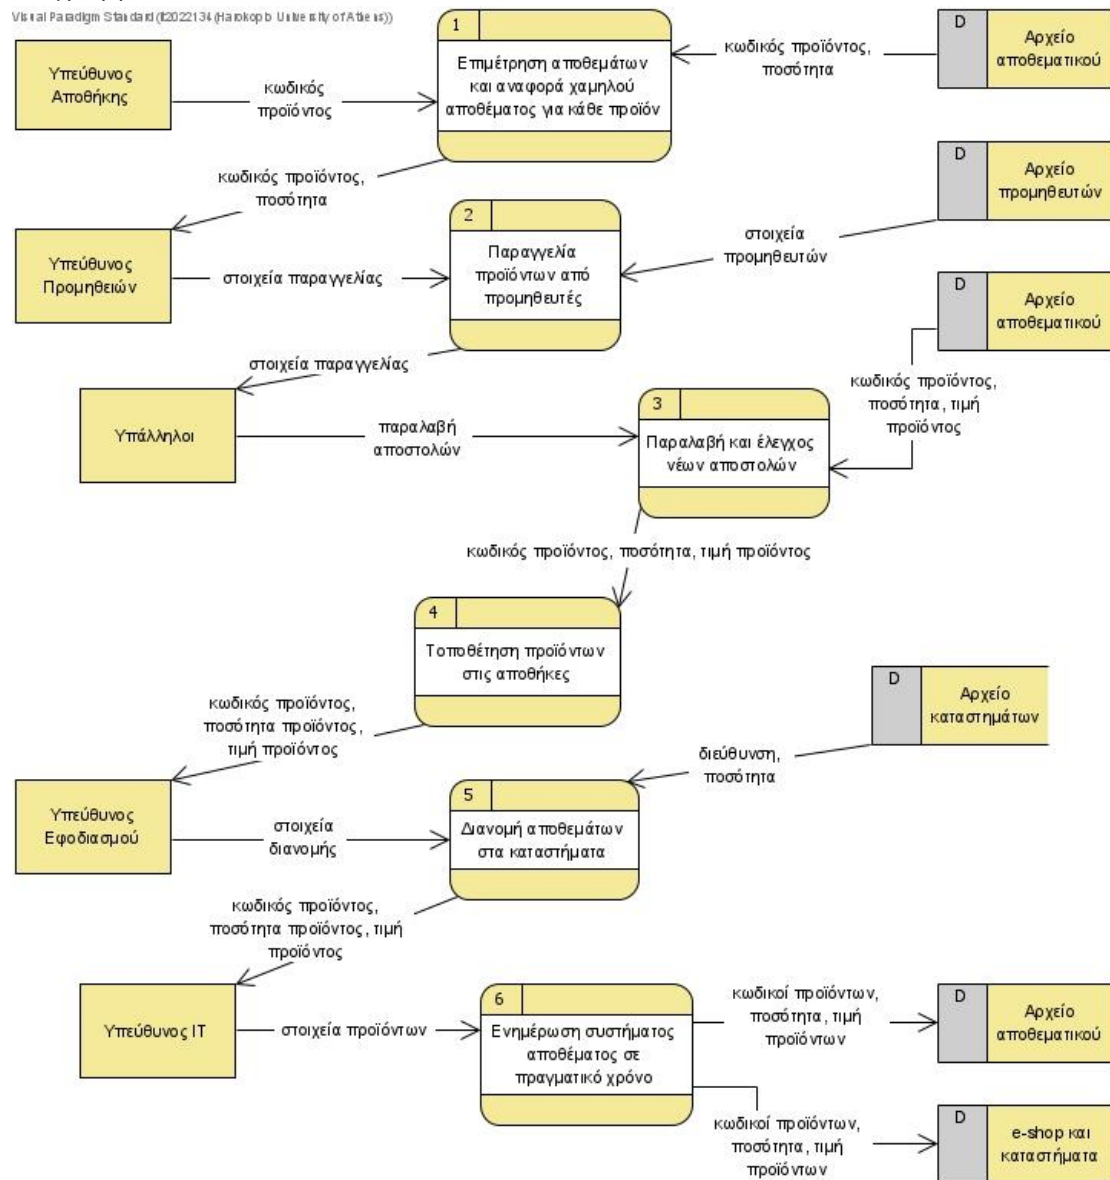 Visual Paradigm Standard(it2022134(Harokopio University of Athens))
1
D
Αρχείο
αποθεματικού
Υπεύθυνος
Αποθήκης
κωδικός
προϊόντος
Επιμέτρηση αποθεμάτων
και αναφορά χαμηλού
αποθέματος για κάθε προϊόν
κωδικός προϊόντος,
ποσότητα
D
Αρχείο
προμηθευτών
κωδικός προϊόντος,
ποσότητα
2
Παραγγελία
προϊόντων από
προμηθευτές
στοιχεία
προμηθευτών
Υπεύθυνος
Προμηθειών
στοιχεία παραγγελίας
D
Αρχείο
αποθεματικού
στοιχεία παραγγελίας
κωδικός προϊόντος,
ποσότητα, τιμή
προϊόντος
Υπάλληλοι
παραλαβή
αποστολών
3
Παραλαβή και έλεγχος
νέων αποστολών
κωδικός προϊόντος, ποσότητα, τιμή προϊόντος
4
Τοποθέτηση προϊόντων
στις αποθήκες
D
Αρχείο
καταστημάτων
κωδικός προϊόντος,
ποσότητα προϊόντος,
τιμή προϊόντος
διεύθυνση,
ποσότητα
Υπεύθυνος
Εφοδιασμού
στοιχεία
διανομής
5
Διανομή αποθεμάτων
στα καταστήματα
κωδικός προϊόντος,
ποσότητα προϊόντος, τιμή
προϊόντος
Υπεύθυνος ΙΤ
στοιχεία προϊόντων
6
Ενημέρωση συστήματος
αποθέματος σε
πραγματικό χρόνο
κωδικοί προϊόντων,
ποσότητα, τιμή
προϊόντων
D
Αρχείο
αποθεματικού
κωδικοί προϊόντων,
ποσότητα, τιμή
προϊόντων
D
e-shop και
καταστήματα